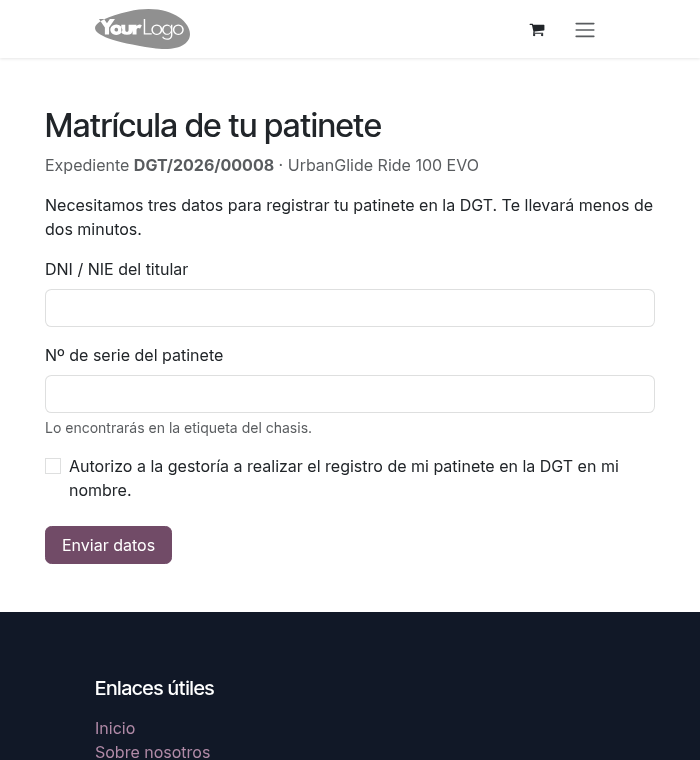 YourLogo
Matrícula de tu patinete
Expediente DGT/2026/00008 · UrbanGlide Ride 100 EVO
Necesitamos tres datos para registrar tu patinete en la DGT. Te llevará menos de
dos minutos.
DNI / NIE del titular
Nº de serie del patinete
Lo encontrarás en la etiqueta del chasis.
Autorizo a la gestoría a realizar el registro de mi patinete en la DGT en mi
nombre.
Enviar datos
Enlaces útiles
Inicio
Sobre nosotros